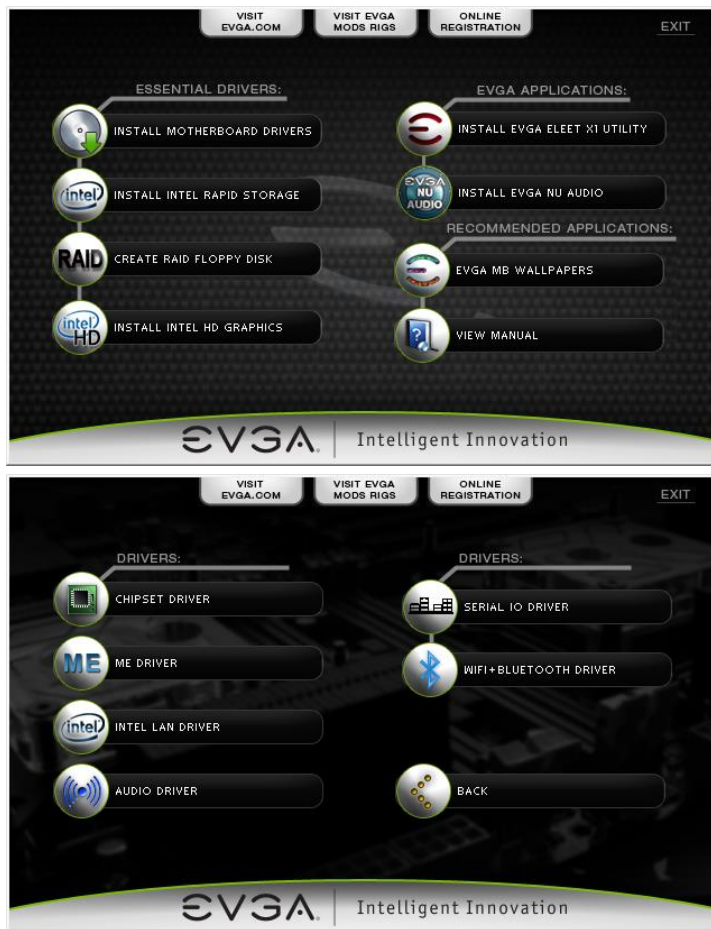 VISIT
EVGA.COM
VISIT EVGA
MODS RIGS
ONLINE
REGISTRATION
EXIT
ESSENTIAL DRIVERS:
INSTALL MOTHERBOARD DRIVERS
intel
INSTALL INTEL RAPID STORAGE
RAID
CREATE RAID FLOPPY DISK
intel
HD
INSTALL INTEL HD GRAPHICS
EVGA APPLICATIONS:
INSTALL EVGA ELEET X1 UTILITY
EVGA
NU
AUDIO
INSTALL EVGA NU AUDIO
RECOMMENDED APPLICATIONS:
EVGA MB WALLPAPERS
?
VIEW MANUAL
EVGA.
Intelligent Innovation
VISIT
EVGA.COM
VISIT EVGA
MODS RIGS
ONLINE
REGISTRATION
EXIT
DRIVERS:
CHIPSET DRIVER
ME
ME DRIVER
intel
INTEL LAN DRIVER
AUDIO DRIVER
DRIVERS:
SERIAL IO DRIVER
WIFI+BLUETOOTH DRIVER
BACK
EVGA.
Intelligent Innovation